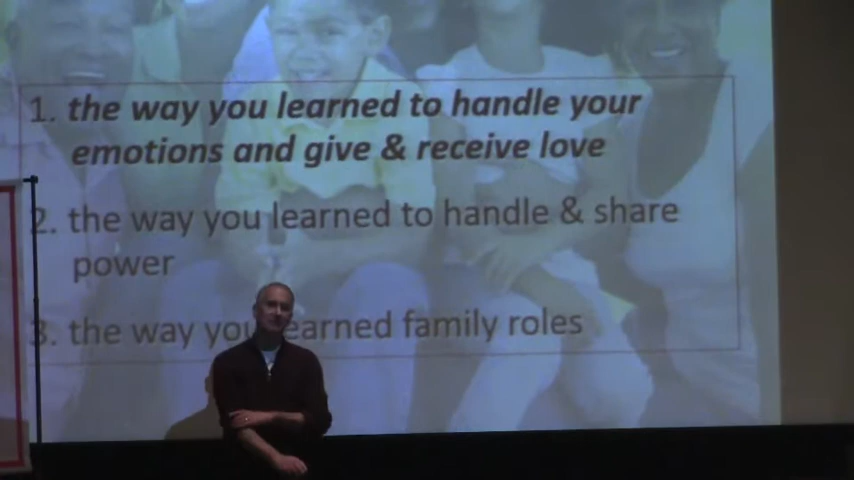 1. the way you learned to handle your
emotions and give & receive love
2. the way you learned to handle & share
power
3. the way you learned family roles